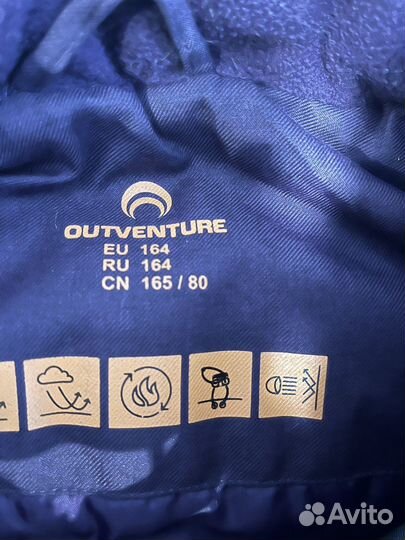 OUTVENTURE
EU 164
RU 164
CN 165 / 80
Avito